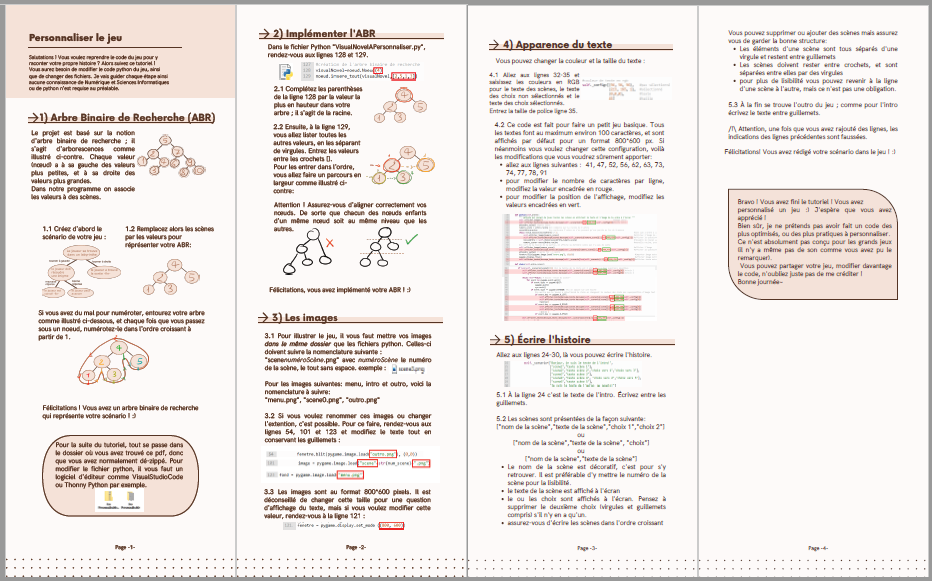 Personnaliser le jeu
Salutations ! Vous voulez reprendre le code du jeu pour y
raconter votre propre histoire ? Alors suivez ce tutoriel !
Vous aurez besoin de modifier le code python du jeu, ainsi
que de changer des fichiers. Je vais guider chaque étape ainsi
aucune connaissance de Numérique et Sciences Informatiques
ou de python n'est requise au préalable.
1) Arbre Binaire de Recherche (ABR)
Le projet est basé sur la notion
d'arbre binaire de recherche ; il
s'agit d'arborescences comme
illustré ci-contre. Chaque valeur
(nœud) a à sa gauche des valeurs
plus petites, et à sa droite des
valeurs plus grandes.
Dans notre programme on associe
les valeurs à des scènes.
1.1 Créez d'abord le
scénario de votre jeu :
1.2 Remplacez alors les scènes
par les valeurs pour
réprésenter votre ABR:
Si vous avez du mal pour numéroter, entourez votre arbre
comme illustré ci-dessous, et chaque fois que vous passez
sous un noeud, numérotez-le dans l'ordre croissant à
partir de 1.
Félicitations ! Vous avez un arbre binaire de recherche
qui représente votre scénario ! :)
Pour la suite du tutoriel, tout se passe dans
le dossier où vous avez trouvé ce pdf, donc
que vous avez normalement dé-zippé. Pour
modifier le fichier python, il vous faut un
logiciel d'éditeur comme VisualStudioCode
ou Thonny Python par exemple.
Page -1-
2) Implémenter l'ABR
Dans le fichier Python "VisualNovelAPersonnaliser.py",
rendez-vous aux lignes 128 et 129.
2.1 Complétez les parenthèses
de la ligne 128 par la valeur la
plus en hauteur dans votre
arbre ; il s'agit de la racine.
2.2 Ensuite, à la ligne 129,
vous allez lister toutes les
autres valeurs, en les séparant
de virgules. Entrez les valeurs
entre les crochets [].
Pour les entrer dans l'ordre,
vous allez faire un parcours en
largeur comme illustré ci-
contre:
Attention ! Assurez-vous d'aligner correctement vos
nœuds. De sorte que chacun des nœuds enfants
d'un même nœud soit au même niveau que les
autres.
Félicitations, vous avez implémenté votre ABR ! :)
3) Les images
3.1 Pour illustrer le jeu, il vous faut mettre vos images
dans le même dossier que les fichiers python. Celles-ci
doivent suivre la nomenclature suivante :
"scenenuméroScène.png" avec numéroScène le numéro
de la scène, le tout sans espace. exemple :
Pour les images suivantes: menu, intro et outro, voici la
nomenclature à suivre:
"menu.png", "scene0.png", "outro.png"
3.2 Si vous voulez renommer ces images ou changer
l'extention, c'est possible. Pour ce faire, rendez-vous aux
lignes 54, 101 et 123 et modifiez le texte tout en
conservant les guillemets :
3.3 Les images sont au format 800*600 pixels. Il est
déconseillé de changer cette taille pour une question
d'affichage du texte, mais si vous voulez modifier cette
valeur, rendez-vous à la ligne 121 :
Page -2-
4) Apparence du texte
Vous pouvez changer la couleur et la taille du texte :
4.1 Allez aux lignes 32-35 et
saisissez les couleurs en RGB
pour le texte des scènes, le texte
des choix non sélectionnés et le
texte des choix sélectionnés.
Entrez la taille de police ligne 35.
4.2 Ce code est fait pour faire un petit jeu basique. Tous
les textes font au maximum environ 100 caractères, et sont
affichés par défaut pour un format 800*600 px. Si
néanmoins vous voulez changer cette configuration, voilà
les modifications que vous voudrez sûrement apporter:
• allez aux lignes suivantes : 41, 47, 52, 56, 62, 63, 73,
74, 77, 78, 91
• pour modifier le nombre de caractères par ligne,
modifiez la valeur encadrée en rouge.
• pour modifier la position de l'affichage, modifiez les
valeurs encadrées en vert.
5) Écrire l'histoire
Allez aux lignes 24-30, là vous pouvez écrire l'histoire.
5.1 À la ligne 24 c'est le texte de l'intro. Écrivez entre les
guillemets.
5.2 Les scènes sont présentées de la façon suivante:
["nom de la scène","texte de la scène","choix 1","choix 2"]
ou
["nom de la scène","texte de la scène", "choix"]
ou
["nom de la scène","texte de la scène"]
• Le nom de la scène est décoratif, c'est pour s'y
retrouver. Il est préférable d'y mettre le numéro de la
scène pour la lisibilité.
• le texte de la scène est affiché à l'écran
• le ou les choix sont affichés à l'écran. Pensez à
supprimer le deuxième choix (virgules et guillemets
compris) s'il n'y en a qu'un.
• assurez-vous d'écrire les scènes dans l'ordre croissant
Page -3-
Vous pouvez supprimer ou ajouter des scènes mais assurez
vous de garder la bonne structure:
• Les éléments d'une scène sont tous séparés d'une
virgule et restent entre crochets
• Les scènes doivent rester entre crochets, et sont
séparées entre elles par des virgules
• pour plus de lisibilité vous pouvez revenir à la ligne
d'une scène à l'autre, mais ce n'est pas une obligation.
5.3 À la fin se trouve l'outro du jeu ; comme pour l'intro
écrivez le texte entre les guillemets.
/!\ Attention, une fois que vous avez rajouté des lignes, les
indications des lignes précédentes sont faussées.
Félicitations! Vous avez rédigé votre scénario dans le jeu ! :)
Bravo ! Vous avez fini le tutoriel ! Vous avez
personnalisé un jeu :) J'espère que vous avez
apprécié !
Bien sûr, je ne prétends pas avoir fait un code des
plus optimisés, ou des plus pratiques à personnaliser.
Ce n'est absolument pas conçu pour les grands jeux
(il n'y a même pas de son comme vous avez pu le
remarquer).
Vous pouvez partager votre jeu, modifier davantage
le code, n'oubliez juste pas de me créditer !
Bonne journée~
Page -4-